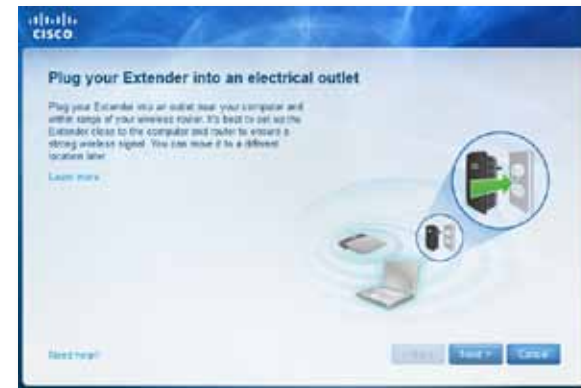 CISCO
Plug your Extender into an electrical outlet
Plug your Extender into an outlet near your computer and
within range of your wireless router. It's best to set up the
Extender close to the computer and router to ensure a
strong wireless signal. You can move it to a different
location later.
Learn more
Need help?
Next >
Cancel